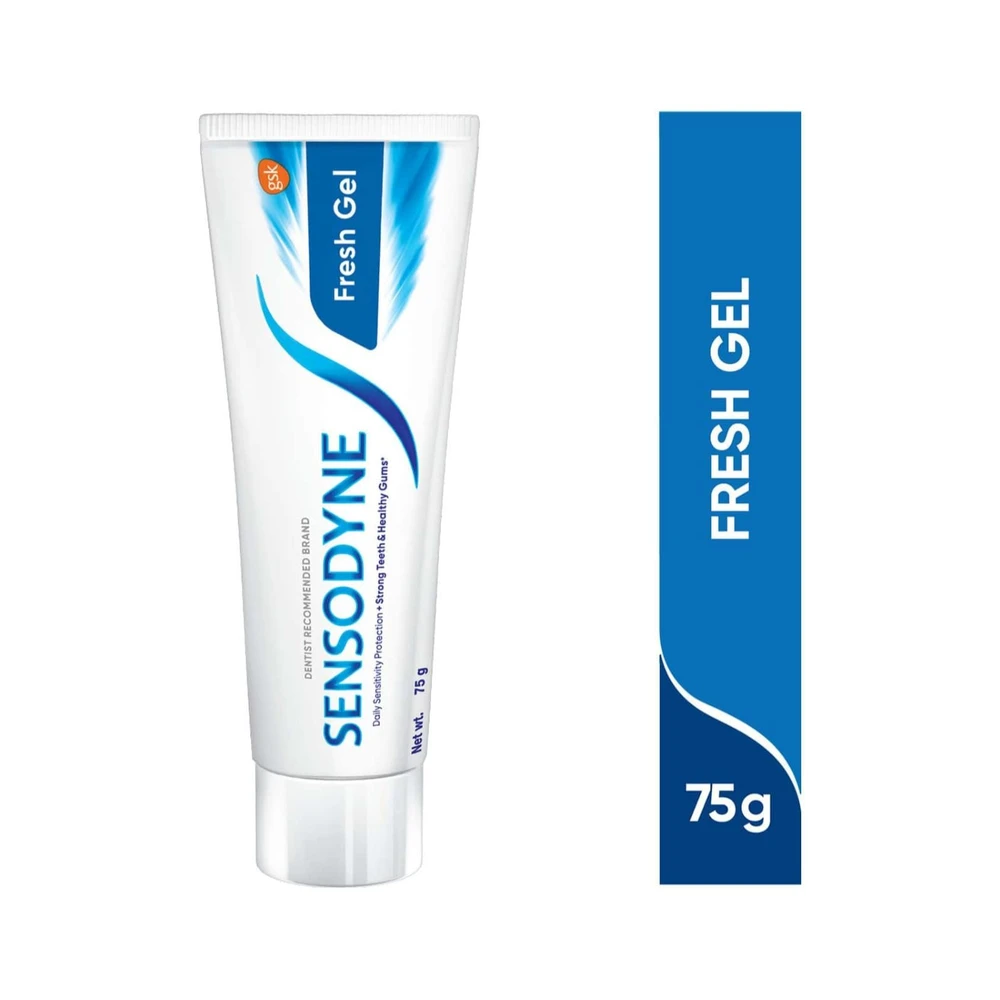 gsk
Fresh Gel
DENTIST RECOMMENDED BRAND
SENSODYNE
Daily Sensitivity Protection + Strong Teeth & Healthy Gums*
Net wt. 75 g
FRESH GEL
75g